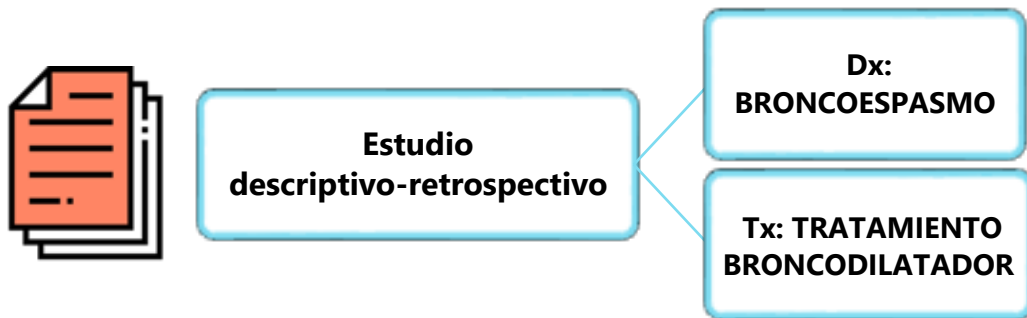 Estudio
descriptivo-retrospectivo
Dx:
BRONCOESPASMO
Tx: TRATAMIENTO
BRONCODILATADOR